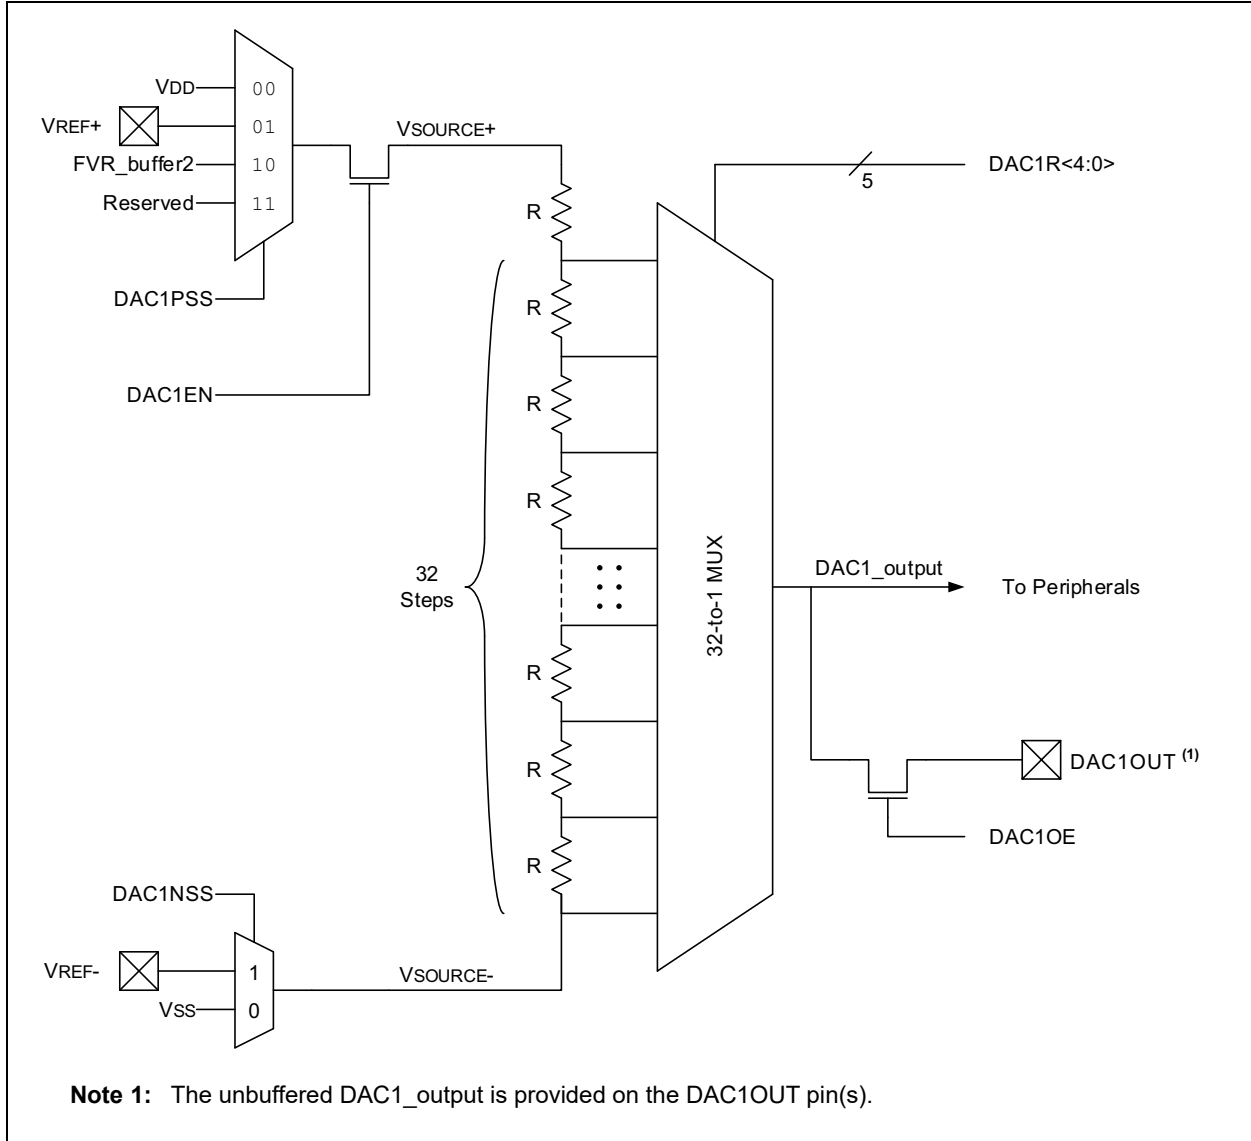 VDD
00
VREF+
01
VSOURCE+
FVR_buffer2
10
DAC1R<4:0>
5
Reserved
11
R
DAC1PSS
R
DAC1EN
R
R
32
Steps
32-to-1 MUX
DAC1_output
To Peripherals
R
R
DAC1OUT (1)
DAC1OE
R
DAC1NSS
VREF-
1
VSOURCE-
VSS
0
Note 1: The unbuffered DAC1_output is provided on the DAC1OUT pin(s).